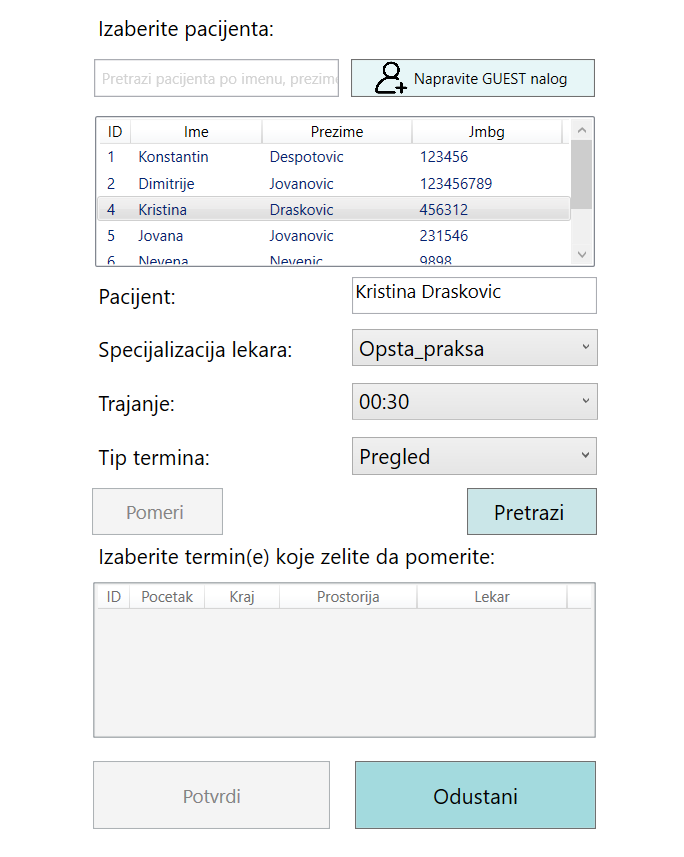 Izaberite pacijenta:
Pretrazi pacijenta po imenu, prezime
Napravite GUEST nalog
ID Ime Prezime Jmbg
1 Konstantin Despotovic 123456
2 Dimitrije Jovanovic 123456789
4 Kristina Draskovic 456312
5 Jovana Jovanovic 231546
6 Nevena Nevenic 9898
Pacijent: Kristina Draskovic
Specijalizacija lekara: Opsta_praksa
Trajanje: 00:30
Tip termina: Pregled
Pomeri Pretrazi
Izaberite termin(e) koje zelite da pomerite:
ID Pocetak Kraj Prostorija Lekar
Potvrdi Odustani